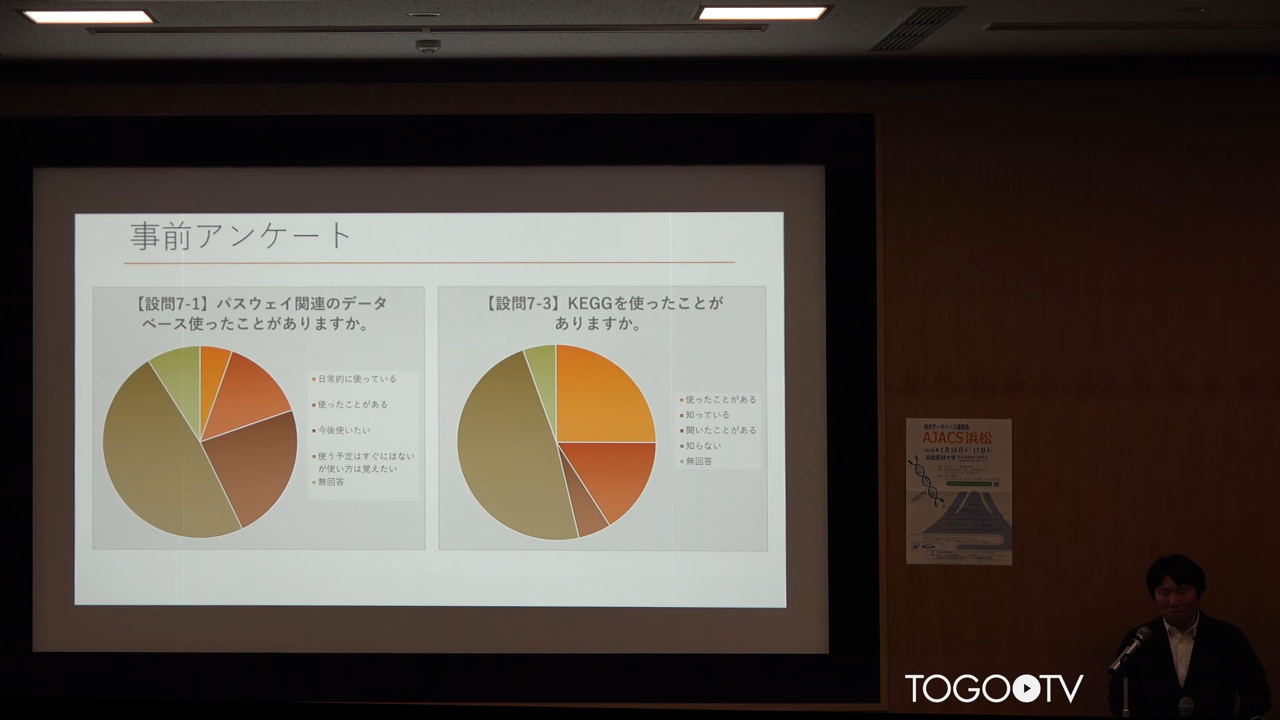 事前アンケート
【設問7-1】パスウェイ関連のデータ
ベース使ったことがありますか。
日常的に使っている
使ったことがある
今後使いたい
使う予定はすぐにはない
が使い方は覚えたい
無回答
【設問7-3】KEGGを使ったことが
ありますか。
使ったことがある
知っている
聞いたことがある
知らない
無回答
AJACS浜松
TOGOTV